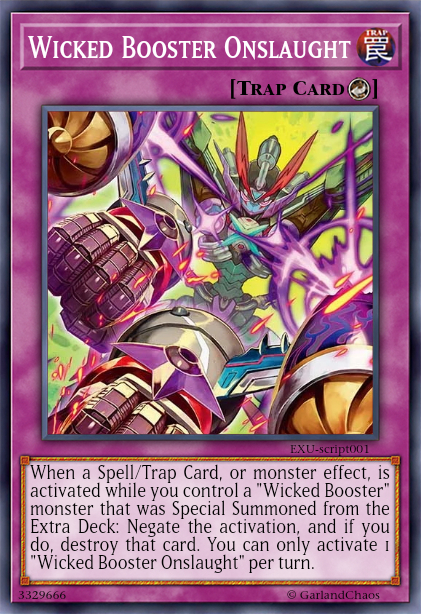 Wicked Booster Onslaught
TRAP
罠
[Trap Card]
EXU-script001
When a Spell/Trap Card, or monster effect, is
activated while you control a "Wicked Booster"
monster that was Special Summoned from the
Extra Deck: Negate the activation, and if you
do, destroy that card. You can only activate 1
"Wicked Booster Onslaught" per turn.
3329666
© GarlandChaos